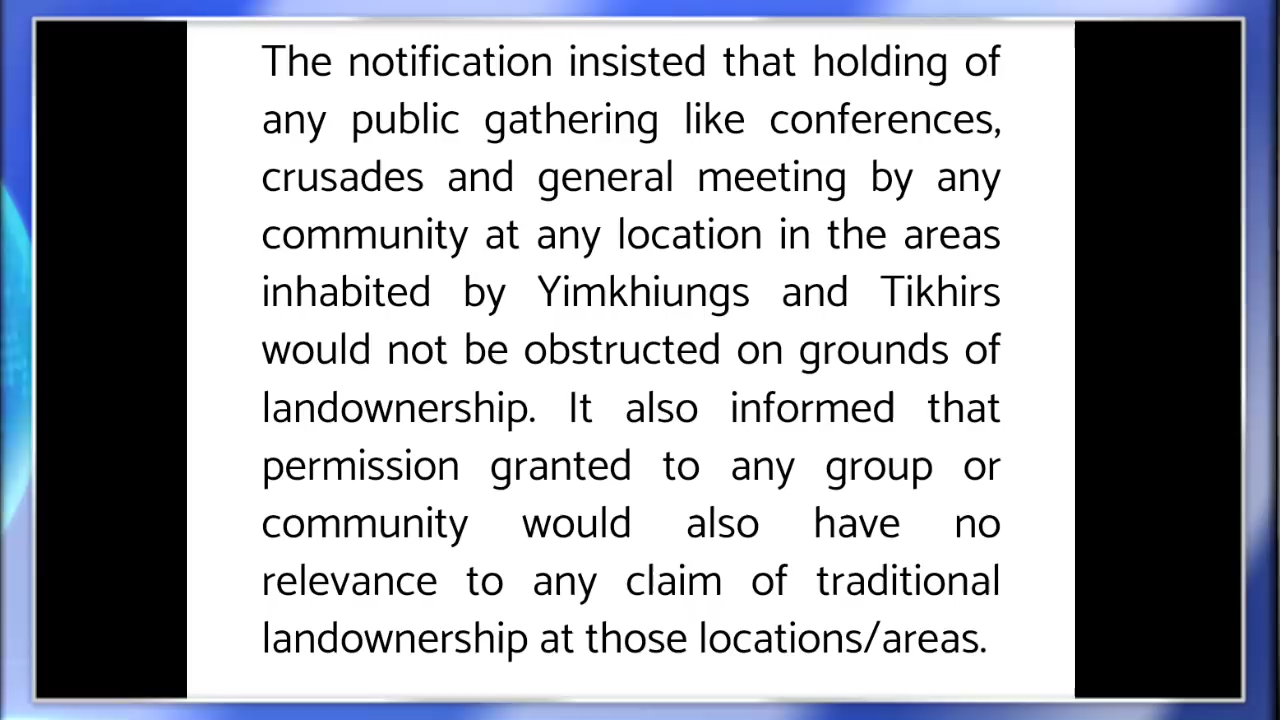 The notification insisted that holding of
any public gathering like conferences,
crusades and general meeting by any
community at any location in the areas
inhabited by Yimkhiungs and Tikhirs
would not be obstructed on grounds of
landownership. It also informed that
permission granted to any group or
community would also have no
relevance to any claim of traditional
landownership at those locations/areas.